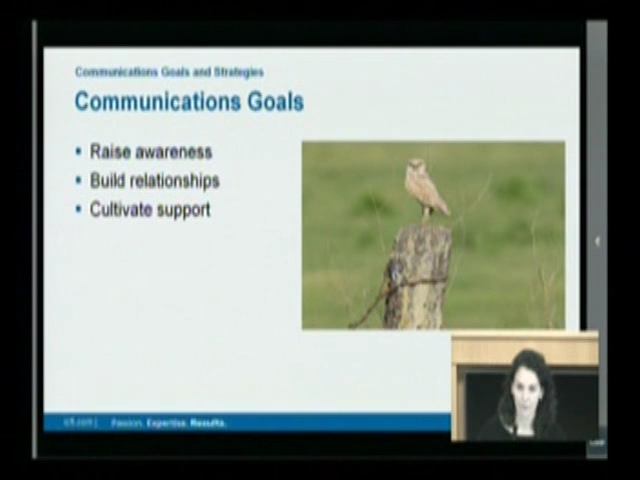 Communications Goals and Strategies
Communications Goals
Raise awareness
Build relationships
Cultivate support
Passion. Expertise. Results.